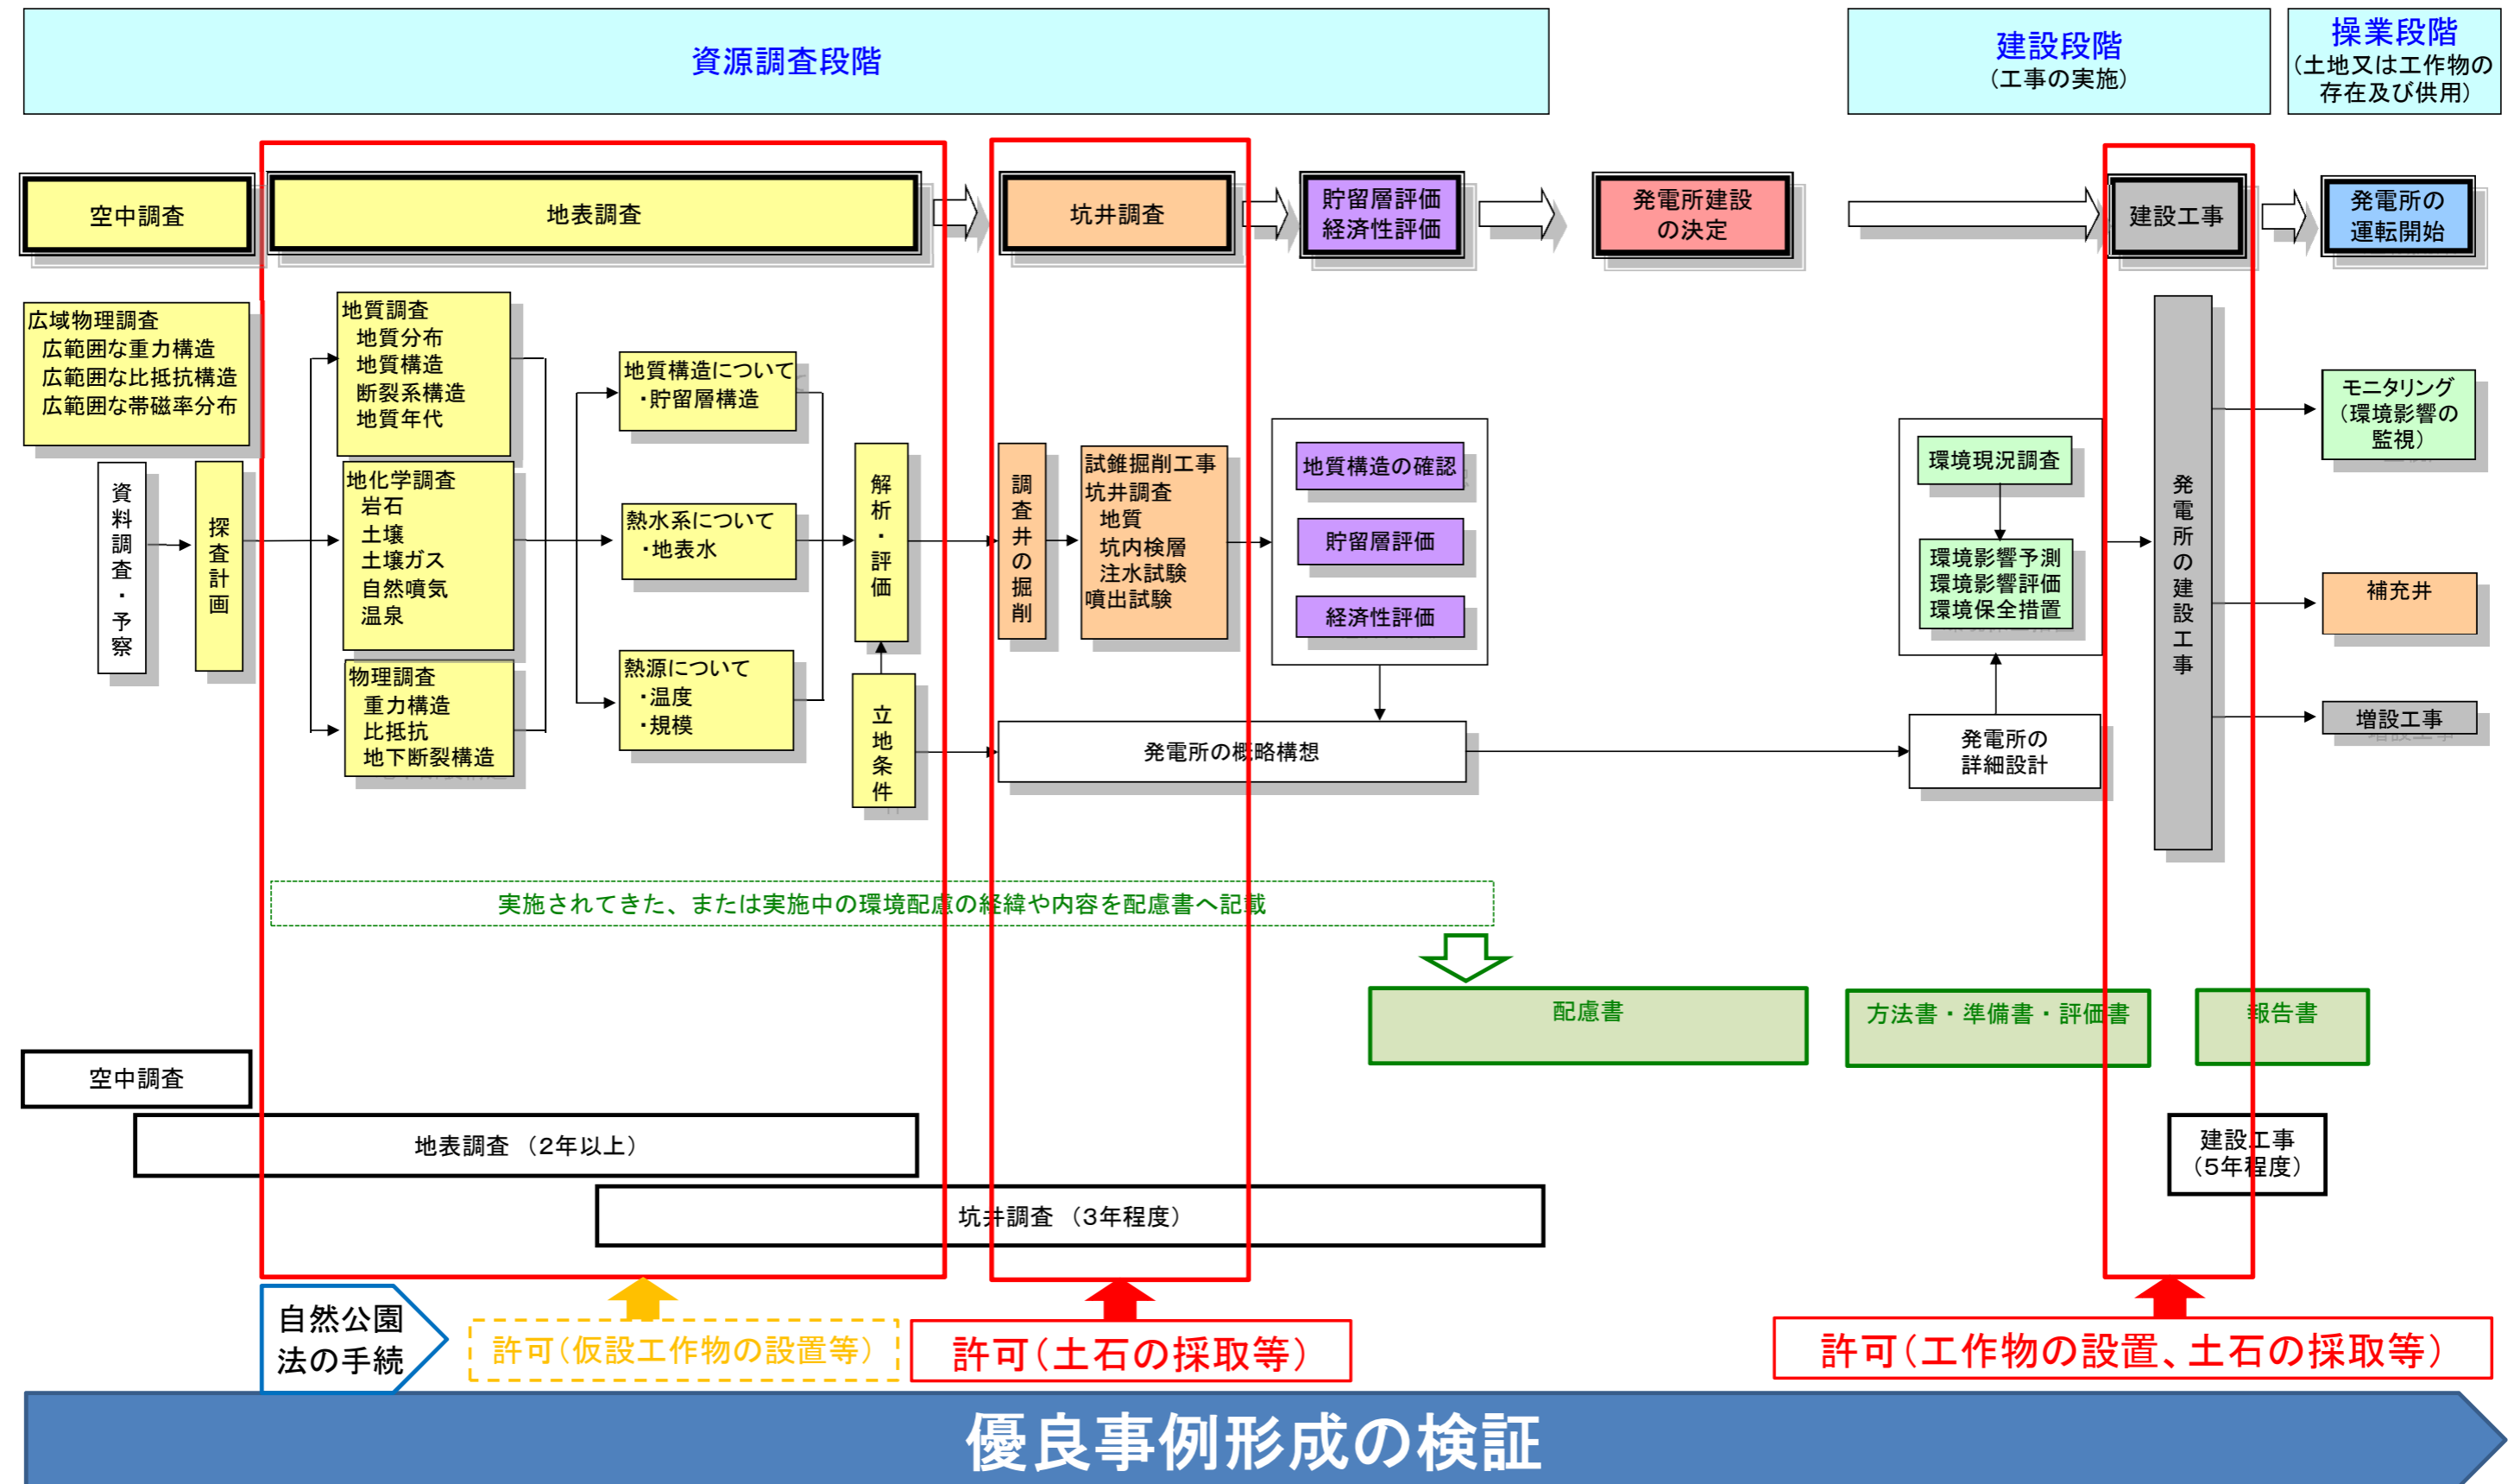 資源調査段階
建設段階
(工事の実施)
操業段階
(土地又は工作物の
存在及び供用)
空中調査
地表調査
坑井調査
貯留層評価
経済性評価
発電所建設
の決定
建設工事
発電所の
運転開始
広域物理調査
広範囲な重力構造
広範囲な比抵抗構造
広範囲な帯磁率分布
資料調査・予察
探査計画
地質調査
地質分布
地質構造
断裂系構造
地質年代
地化学調査
岩石
土壌
土壌ガス
自然噴気
温泉
物理調査
重力構造
比抵抗
地下断裂構造
地質構造について
・貯留層構造
熱水系について
・地表水
熱源について
・温度
・規模
解析・評価
立地条件
調査井の掘削
試錐掘削工事
坑井調査
地質
坑内検層
注水試験
噴出試験
地質構造の確認
貯留層評価
経済性評価
発電所の概略構想
環境現況調査
環境影響予測
環境影響評価
環境保全措置
発電所の
詳細設計
発電所の建設工事
モニタリング
(環境影響の
監視)
補充井
増設工事
実施されてきた、または実施中の環境配慮の経緯や内容を配慮書へ記載
配慮書
方法書・準備書・評価書
報告書
空中調査
地表調査 (2年以上)
坑井調査 (3年程度)
建設工事
(5年程度)
自然公園
法の手続
許可(仮設工作物の設置等)
許可(土石の採取等)
許可(工作物の設置、土石の採取等)
優良事例形成の検証